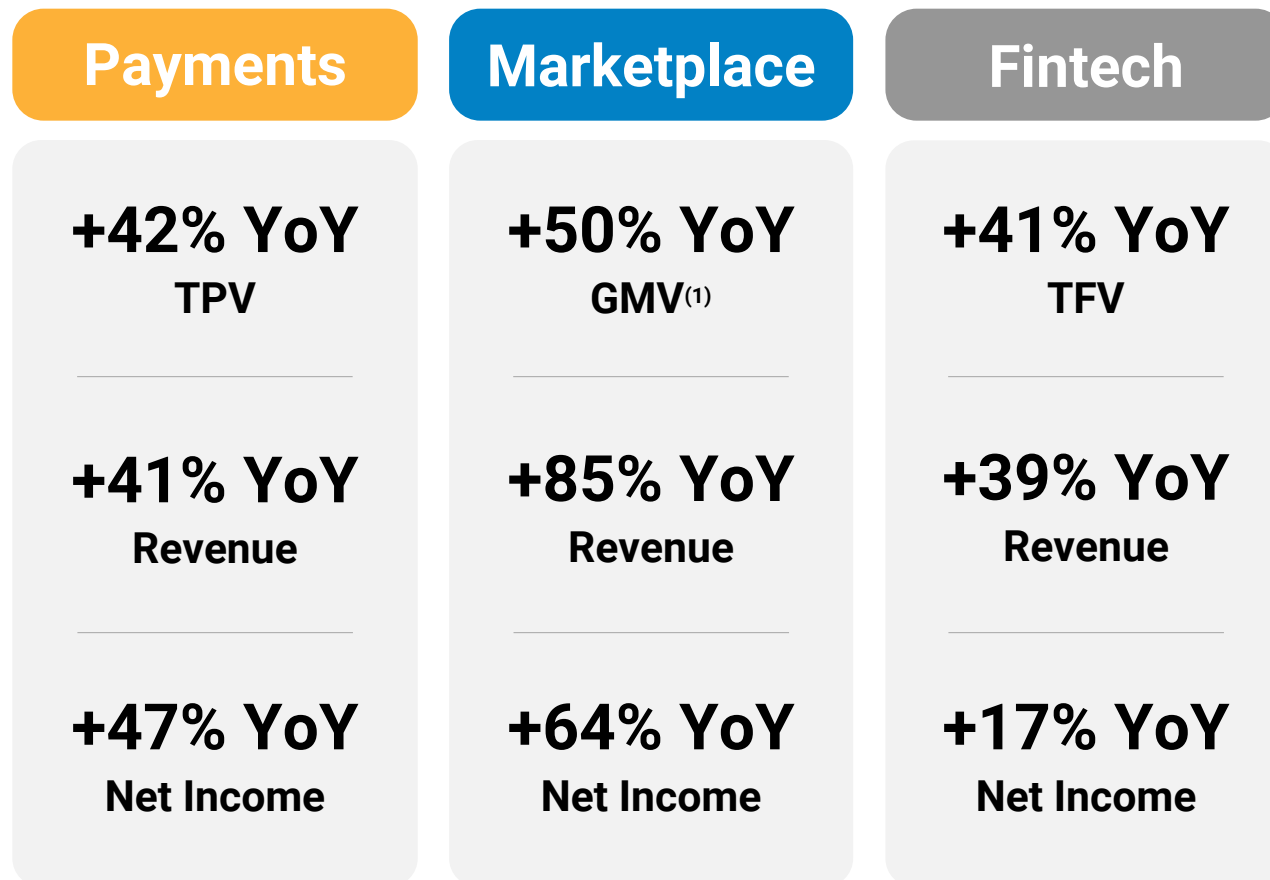 Payments
+42% YoY
TPV
+41% YoY
Revenue
+47% YoY
Net Income
Marketplace
+50% YoY
GMV(1)
+85% YoY
Revenue
+64% YoY
Net Income
Fintech
+41% YoY
TFV
+39% YoY
Revenue
+17% YoY
Net Income